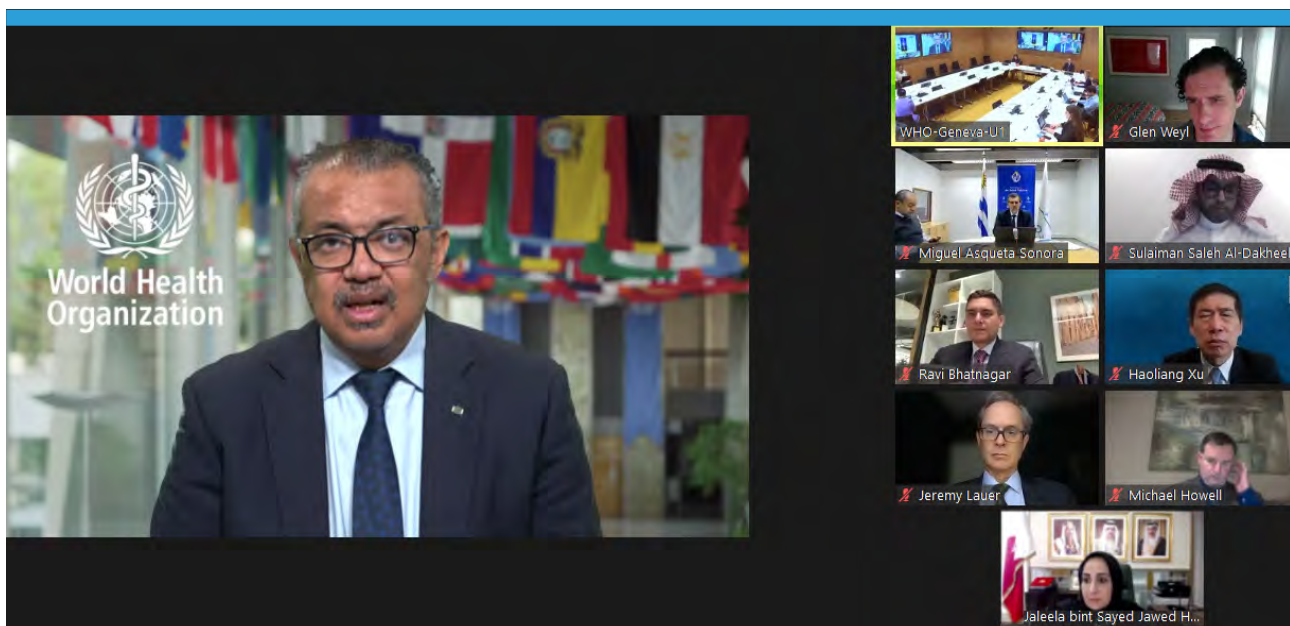 World Health
Organization
WHO-Geneva-U1
Glen Weyl
Miguel Asqueta Sonora
Sulaiman Saleh Al-Dakheel
Ravi Bhatnagar
Haoliang Xu
Jeremy Lauer
Michael Howell
Jaleela bint Sayed Jawed H...